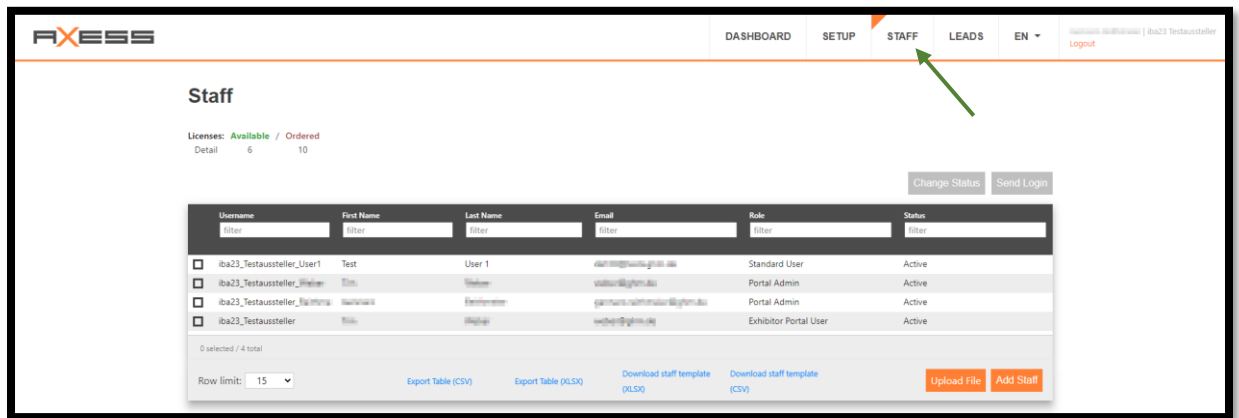 AXESS
DASHBOARD SETUP STAFF LEADS EN
| iba23 Testaussteller
Logout
Staff
Licenses: Available / Ordered
Detail 6 10
Change Status Send Login
Username First Name Last Name Email Role Status
filter filter filter filter filter filter
iba23_Testaussteller_User1 Test User 1 Standard User Active
iba23_Testaussteller_ Portal Admin Active
iba23_Testaussteller_ Portal Admin Active
iba23_Testaussteller Exhibitor Portal User Active
0 selected / 4 total
Row limit: 15 Export Table (CSV) Export Table (XLSX) Download staff template (XLSX) Download staff template (CSV) Upload File Add Staff